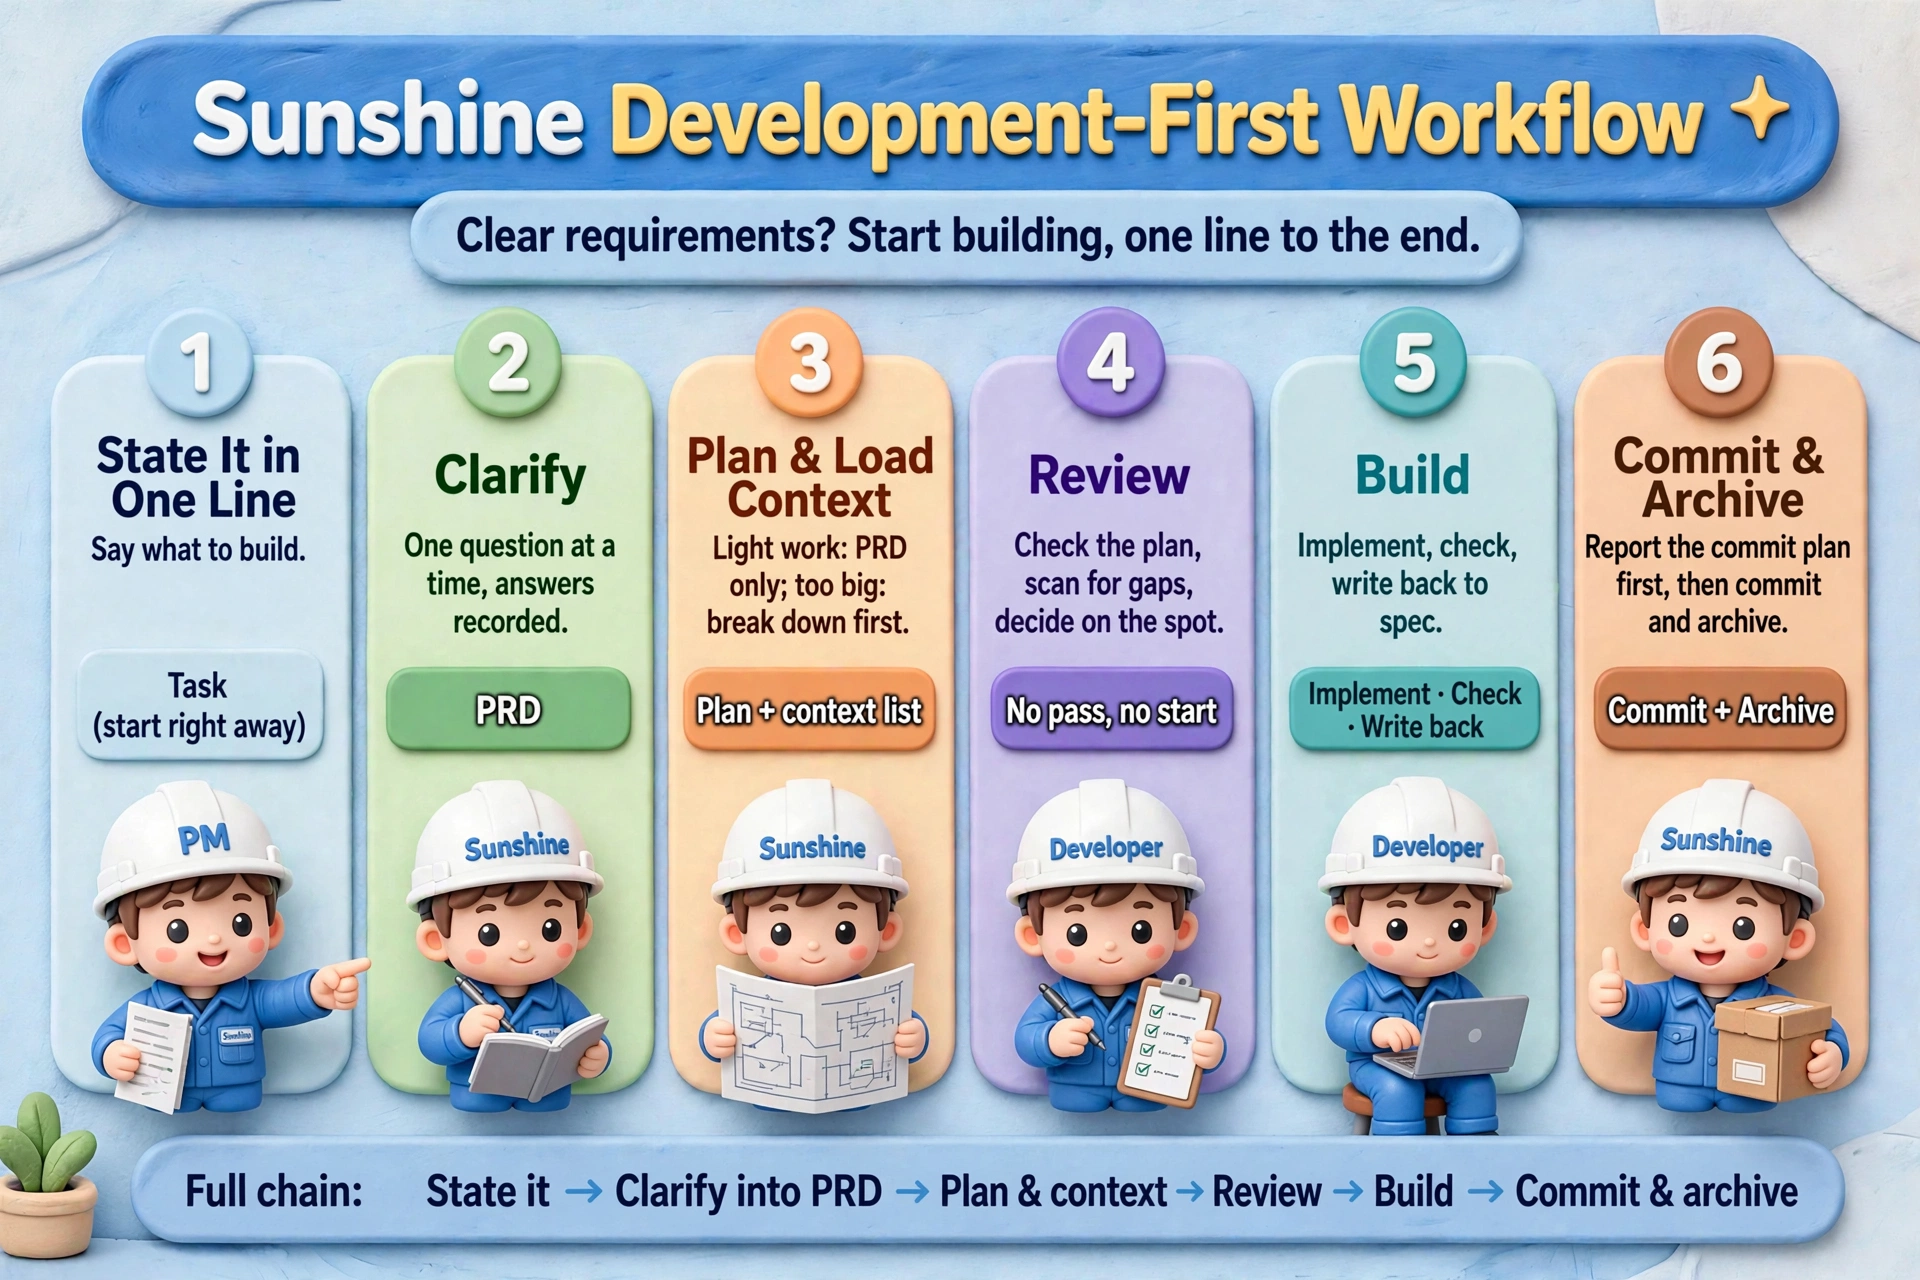 Sunshine Development-First Workflow
Clear requirements? Start building, one line to the end.
1
State It in
One Line
Say what to build.
Task
(start right away)
PM
Sunshine
2
Clarify
One question at a
time, answers
recorded.
PRD
Sunshine
3
Plan & Load
Context
Light work: PRD
only; too big:
break down first.
Plan + context list
Sunshine
4
Review
Check the plan,
scan for gaps,
decide on the spot.
No pass, no start
Developer
5
Build
Implement, check,
write back to
spec.
Implement · Check
· Write back
Developer
6
Commit &
Archive
Report the commit plan
first, then commit
and archive.
Commit + Archive
Sunshine
Full chain: State it → Clarify into PRD → Plan & context → Review → Build → Commit & archive